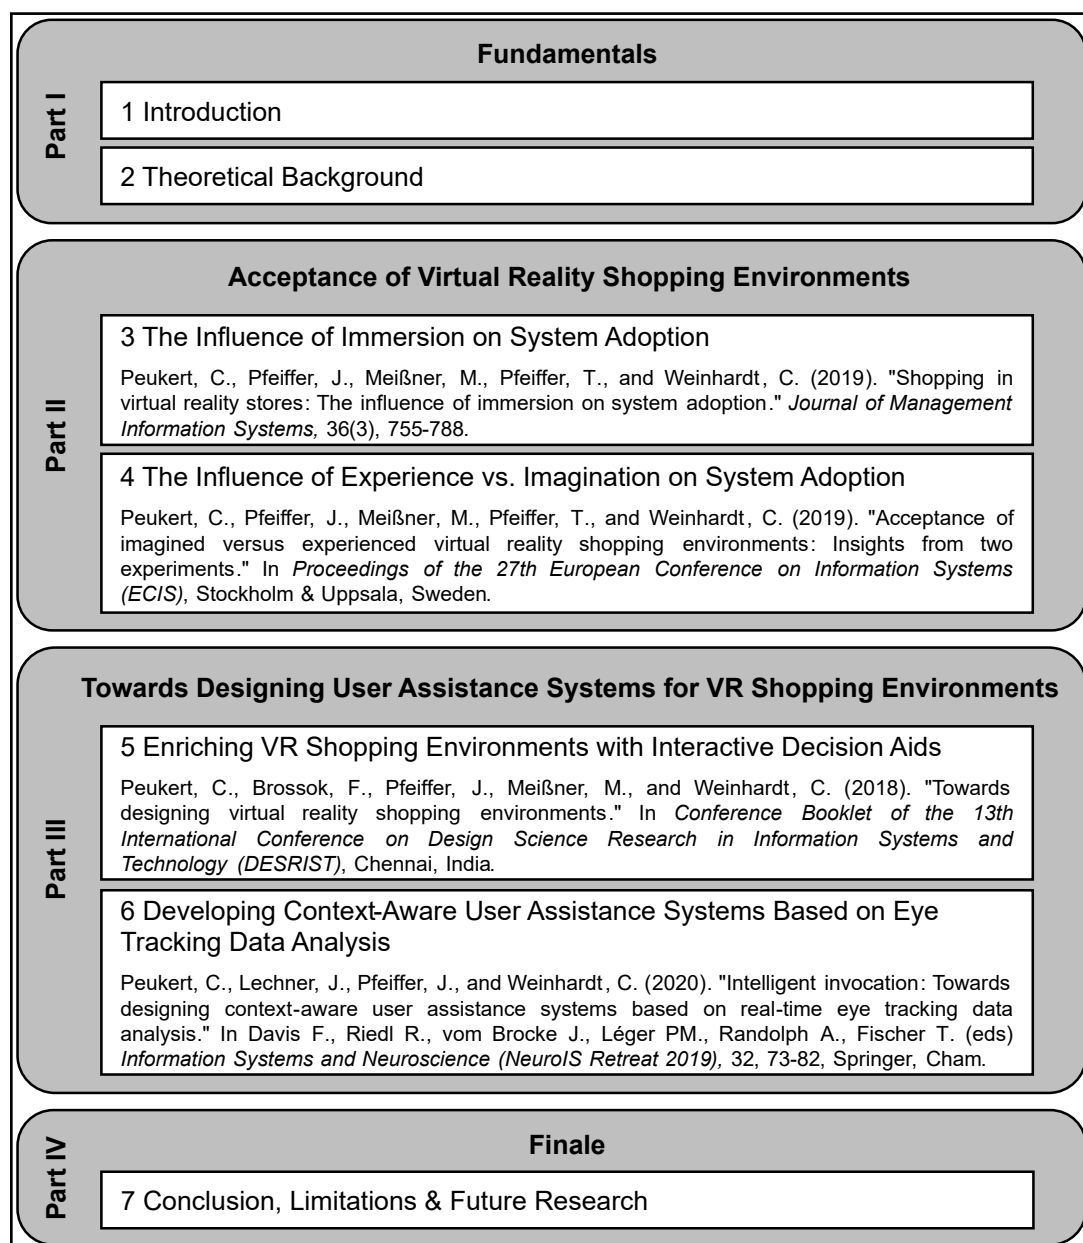 Part I
Fundamentals
1 Introduction
2 Theoretical Background
Part II
Acceptance of Virtual Reality Shopping Environments
3 The Influence of Immersion on System Adoption
Peukert, C., Pfeiffer, J., Meißner, M., Pfeiffer, T., and Weinhardt, C. (2019). "Shopping in
virtual reality stores: The influence of immersion on system adoption." Journal of Management
Information Systems, 36(3), 755-788.
4 The Influence of Experience vs. Imagination on System Adoption
Peukert, C., Pfeiffer, J., Meißner, M., Pfeiffer, T., and Weinhardt, C. (2019). "Acceptance of
imagined versus experienced virtual reality shopping environments: Insights from two
experiments." In Proceedings of the 27th European Conference on Information Systems
(ECIS), Stockholm & Uppsala, Sweden.
Part III
Towards Designing User Assistance Systems for VR Shopping Environments
5 Enriching VR Shopping Environments with Interactive Decision Aids
Peukert, C., Brossok, F., Pfeiffer, J., Meißner, M., and Weinhardt, C. (2018). "Towards
designing virtual reality shopping environments." In Conference Booklet of the 13th
International Conference on Design Science Research in Information Systems and
Technology (DESRIST), Chennai, India.
6 Developing Context-Aware User Assistance Systems Based on Eye
Tracking Data Analysis
Peukert, C., Lechner, J., Pfeiffer, J., and Weinhardt, C. (2020). "Intelligent invocation: Towards
designing context-aware user assistance systems based on real-time eye tracking data
analysis." In Davis F., Riedl R., vom Brocke J., Léger PM., Randolph A., Fischer T. (eds)
Information Systems and Neuroscience (NeuroIS Retreat 2019), 32, 73-82, Springer, Cham.
Part IV
Finale
7 Conclusion, Limitations & Future Research